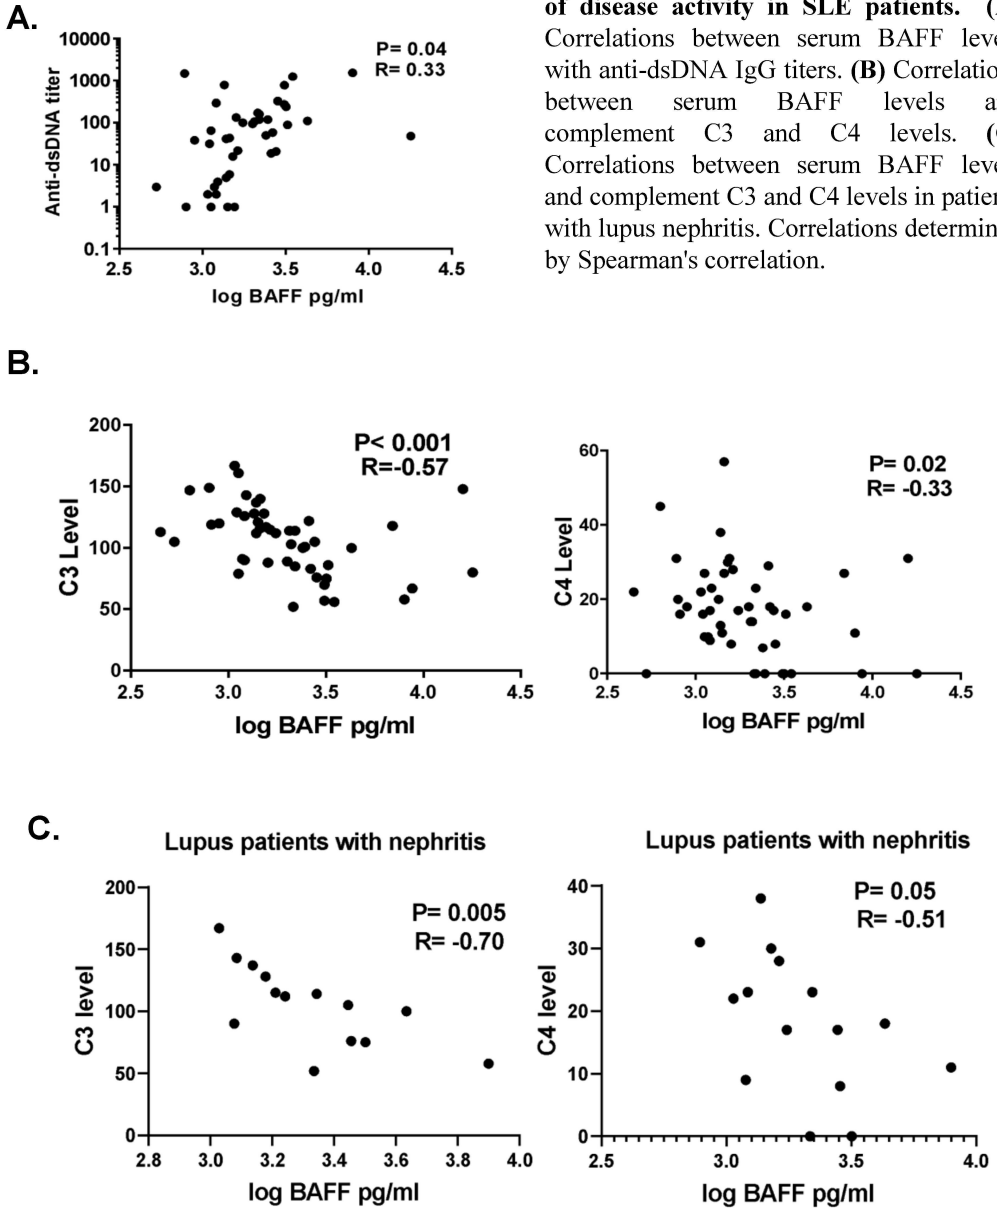 A.
of disease activity in SLE patients.
Correlations between serum BAFF
with anti-dsDNA IgG titers. (B)
between serum BAFF levels
complement C3 and C4 levels.
Correlations between serum BAFF
and complement C3 and C4 levels in
with lupus nephritis. Correlations
by Spearman's correlation.
P= 0.04
R= 0.33
Anti-dsDNA titer
10000
1000
100
10
1
0.1
2.5 3.0 3.5 4.0 4.5
log BAFF pg/ml
B.
P< 0.001
R=-0.57
C3 Level
200
150
100
50
0
2.5 3.0 3.5 4.0 4.5
log BAFF pg/ml
P= 0.02
R= -0.33
C4 Level
60
40
20
0
2.5 3.0 3.5 4.0 4.5
log BAFF pg/ml
C.
Lupus patients with nephritis
P= 0.005
R= -0.70
C3 level
200
150
100
50
0
2.8 3.0 3.2 3.4 3.6 3.8 4.0
log BAFF pg/ml
Lupus patients with nephritis
P= 0.05
R= -0.51
C4 level
40
30
20
10
0
2.5 3.0 3.5 4.0
log BAFF pg/ml